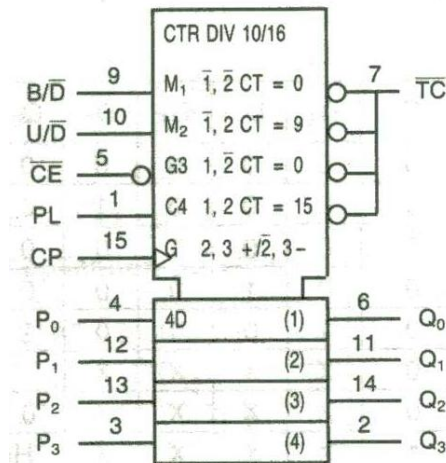 CTR DIV 10/16
B/D̅ 9 M₁ 1̅, 2̅ CT = 0 7 T̅C̅
U/D̅ 10 M₂ 1̅, 2 CT = 9
C̅E̅ 5 G3 1, 2̅ CT = 0
PL 1 C4 1, 2 CT = 15
CP 15 G 2, 3 +/2̅, 3 –
P₀ 4 4D (1) 6 Q₀
P₁ 12 (2) 11 Q₁
P₂ 13 (3) 14 Q₂
P₃ 3 (4) 2 Q₃